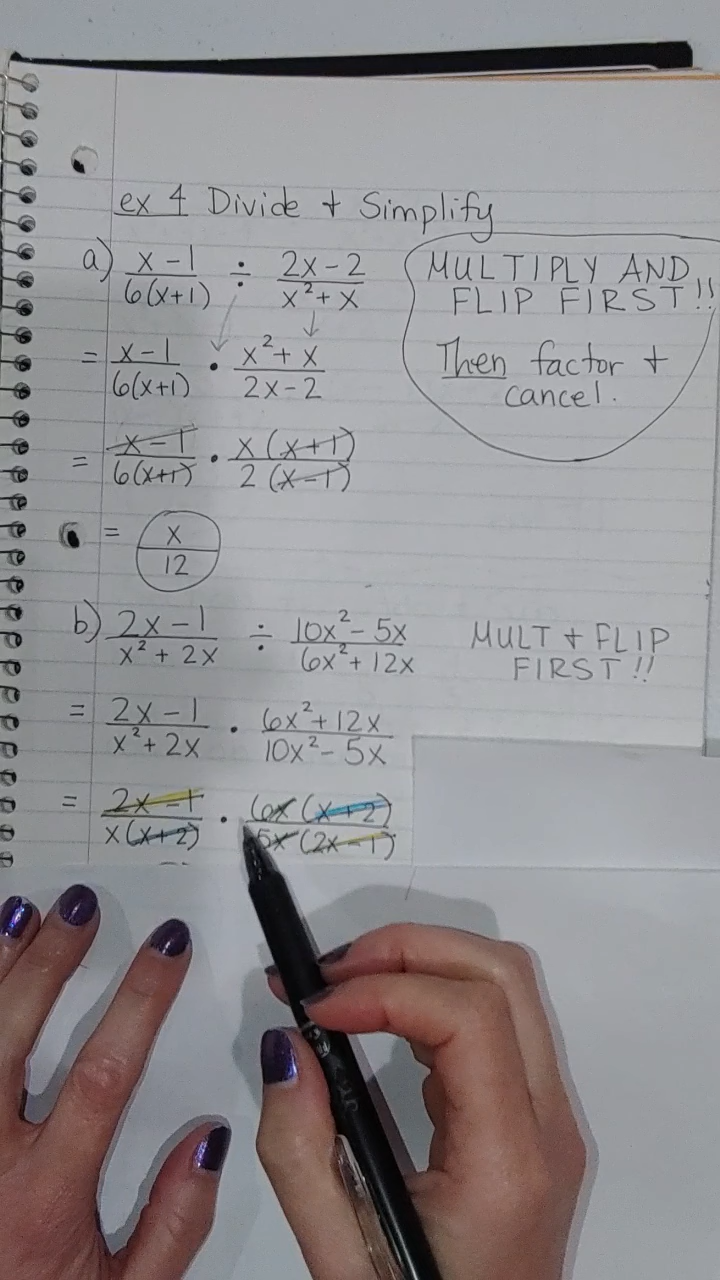 ex 4 Divide + Simplify
a) x-1/6(x+1) ÷ 2x-2/x²+x
MULTIPLY AND
FLIP FIRST!!
= x-1/6(x+1) • x²+x/2x-2
Then factor +
cancel.
= x-1/6(x+1) • x(x+1)/2(x-1)
= x/12
b) 2x-1/x²+2x ÷ 10x²-5x/6x²+12x
MULT + FLIP
FIRST!!
= 2x-1/x²+2x • 6x²+12x/10x²-5x
= 2x-1/x(x+2) • 6x(x+2)/5x(2x-1)